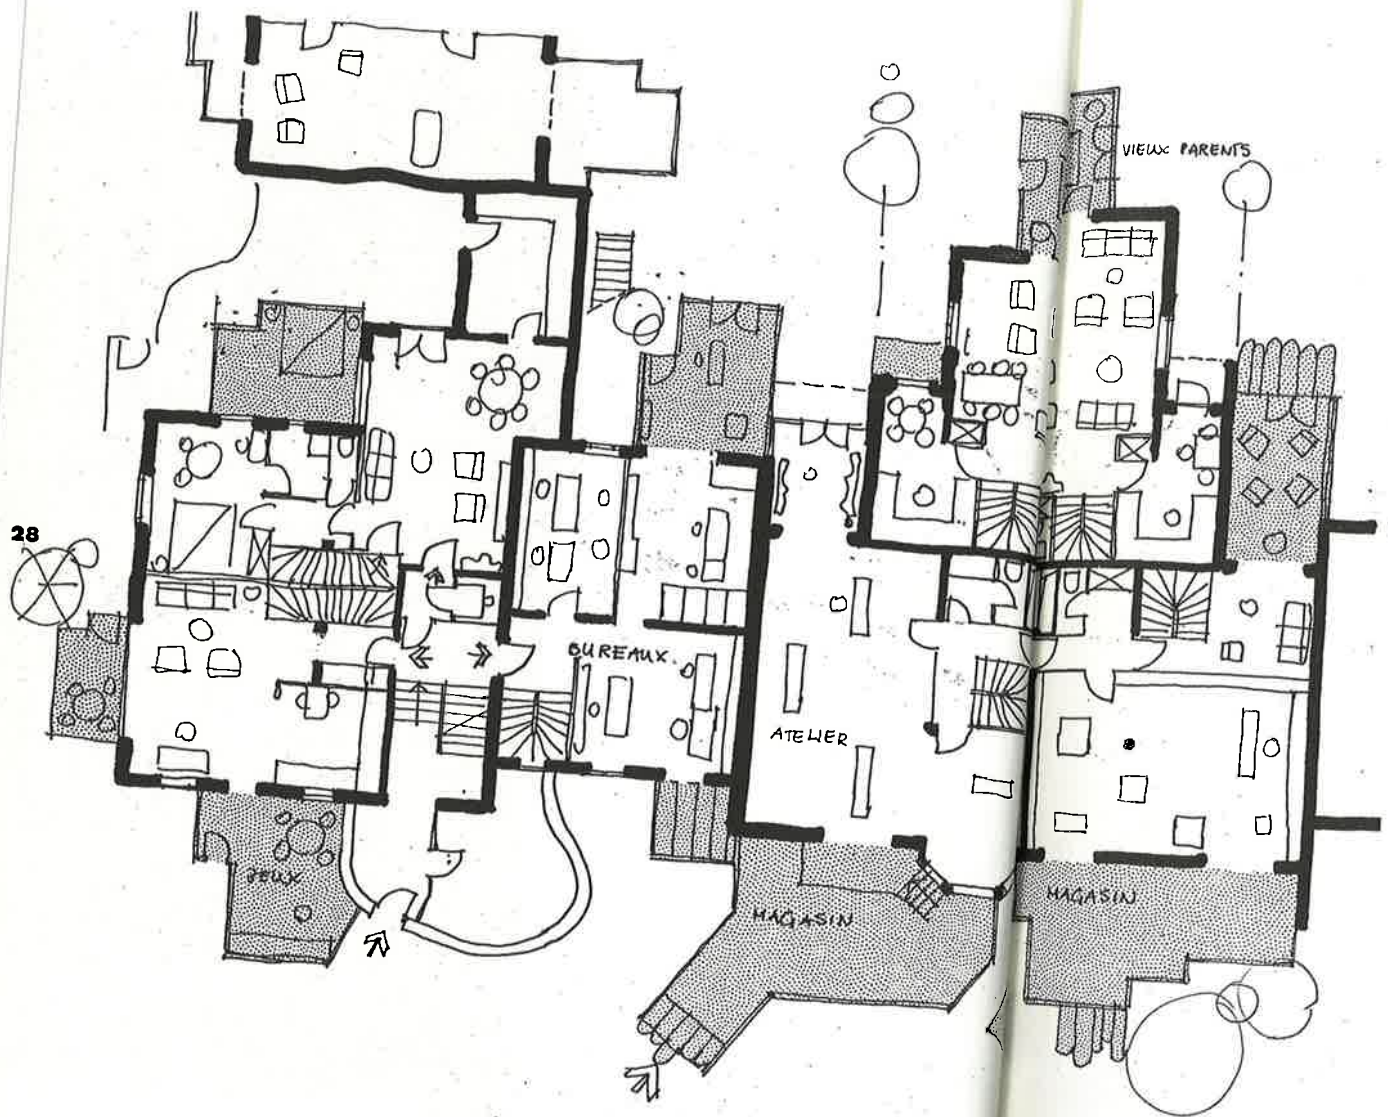 VIEUX PARENTS
28
BUREAUX.
ATELIER
JEUX
MAGASIN
MAGASIN